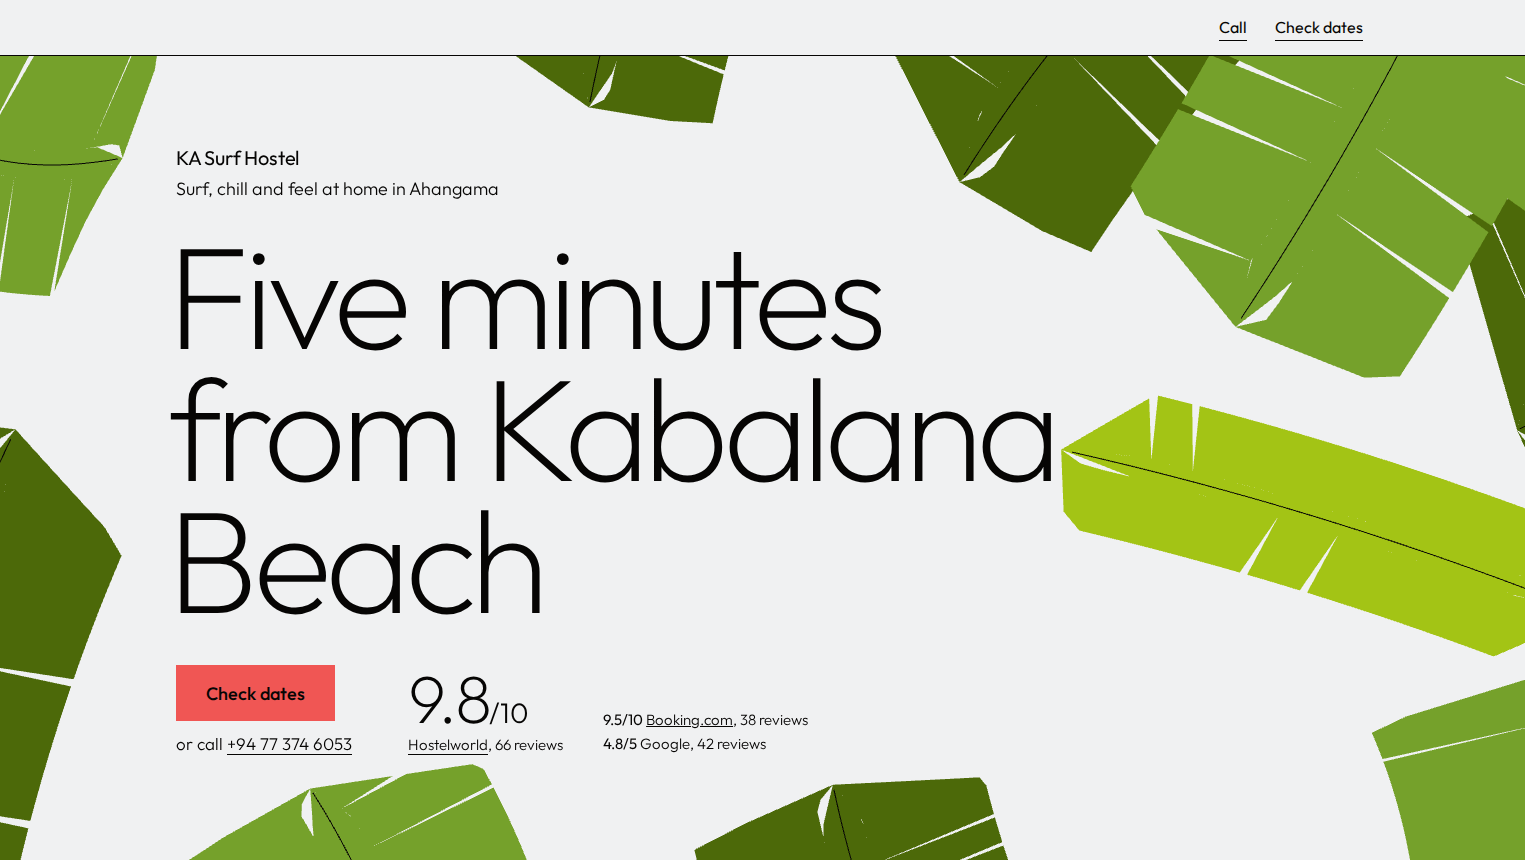 Call
Check dates
KA Surf Hostel
Surf, chill and feel at home in Ahangama
Five minutes
from Kabalana
Beach
Check dates
or call +94 77 374 6053
9.8/10
Hostelworld, 66 reviews
9.5/10 Booking.com, 38 reviews
4.8/5 Google, 42 reviews